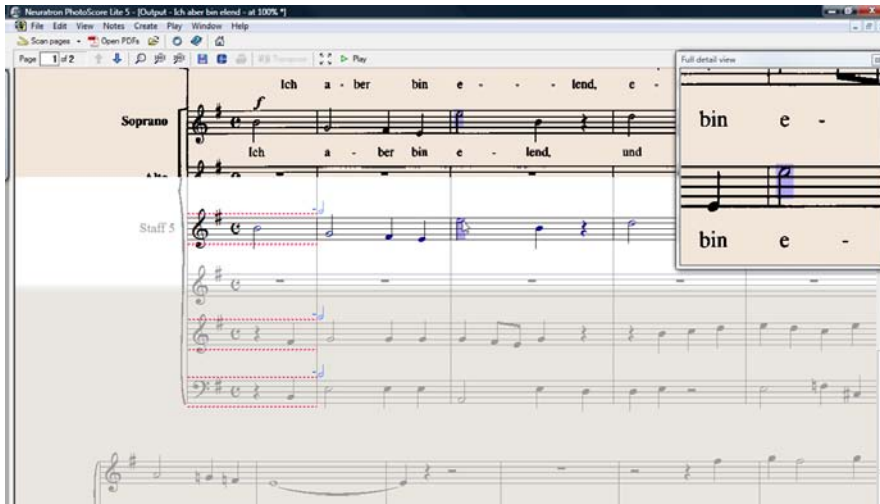 Neuratron PhotoScore Lite 5 - [Output - Ich aber bin elend - at 100% *]
File Edit View Notes Create Play Window Help
Scan pages Open PDFs
Page 1 of 2 Transpose Play
Full detail view
Ich a - ber bin e - - - lend, e -
f
Soprano
Ich a - ber bin e - lend, und
Alto
Staff 5
bin e -
bin e -